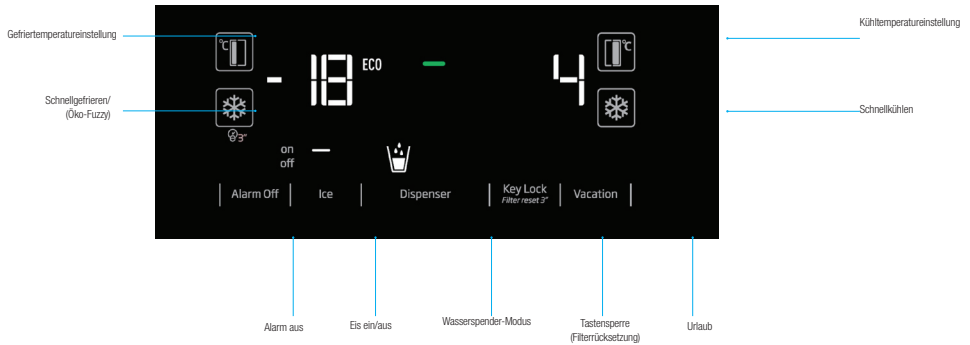 Gefriertemperatureinstellung
Kühltemperatureinstellung
°C
- 18
ECO
4
°C
Schnellgefrieren/
(Öko-Fuzzy)
Schnellkühlen
3"
on
off
Alarm Off
Ice
Dispenser
Key Lock
Filter reset 3"
Vacation
Alarm aus
Eis ein/aus
Wasserspender-Modus
Tastensperre
(Filterrücksetzung)
Urlaub